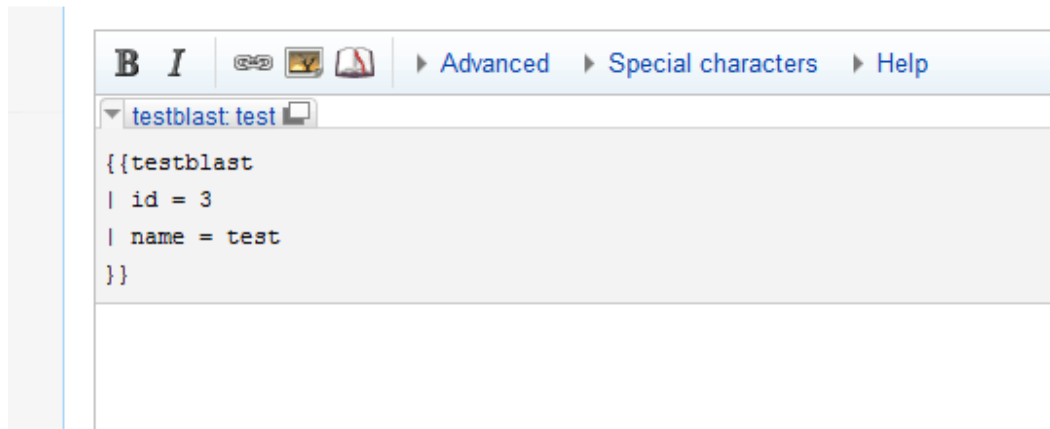 B I Advanced Special characters Help
testblast: test
{{testblast
| id = 3
| name = test
}}